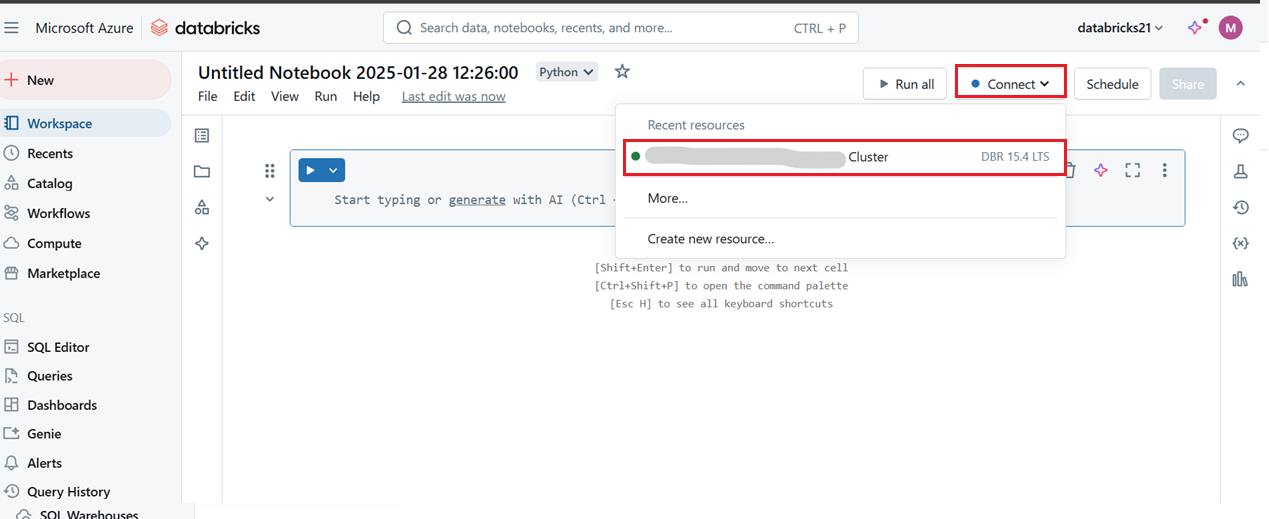 Microsoft Azure databricks
Search data, notebooks, recents, and more... CTRL + P
databricks21
M
New
Workspace
Recents
Catalog
Workflows
Compute
Marketplace
SQL
SQL Editor
Queries
Dashboards
Genie
Alerts
Query History
SQL Warehouses
Untitled Notebook 2025-01-28 12:26:00 Python
File Edit View Run Help Last edit was now
Run all Connect Schedule Share
Recent resources
Cluster DBR 15.4 LTS
More...
Create new resource...
Start typing or generate with AI (Ctrl
[Shift+Enter] to run and move to next cell
[Ctrl+Shift+P] to open the command palette
[Esc H] to see all keyboard shortcuts